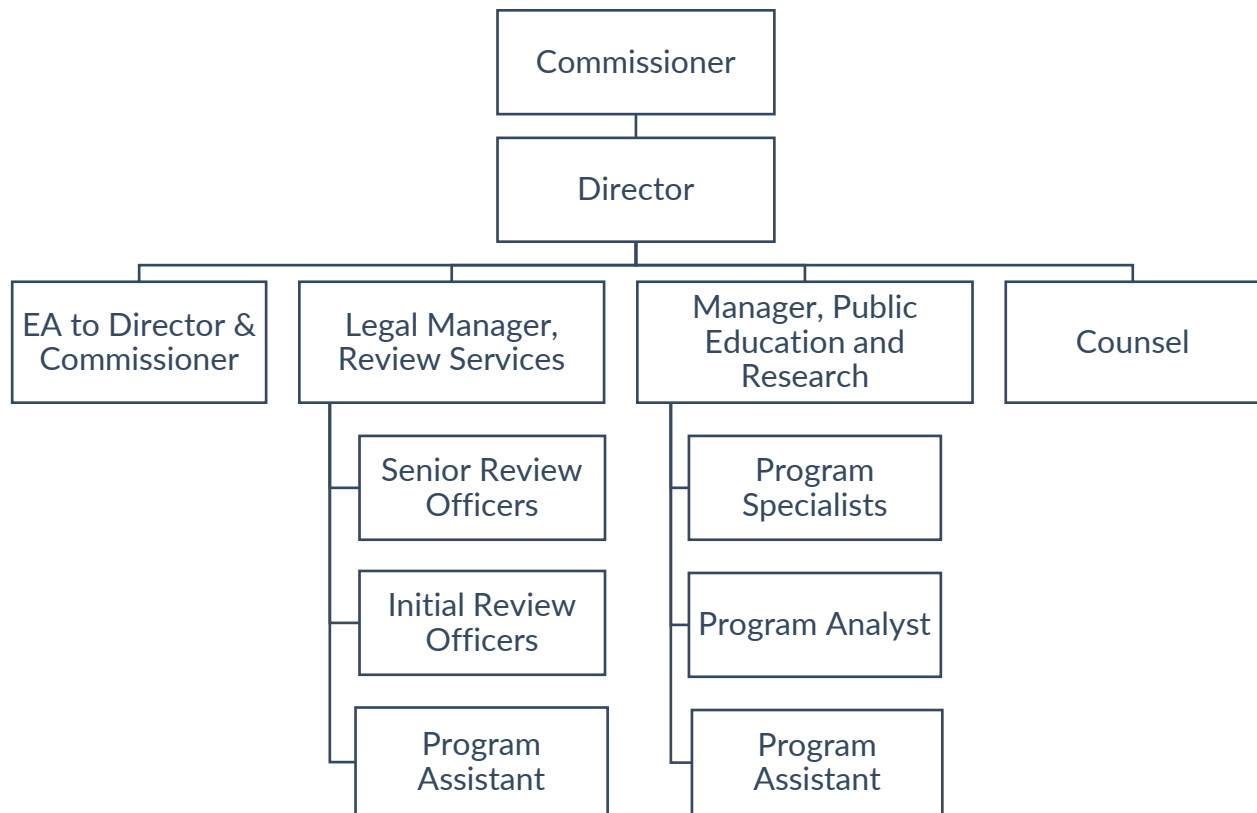 Commissioner
Director
EA to Director &
Commissioner
Legal Manager,
Review Services
Manager, Public
Education and
Research
Counsel
Senior Review
Officers
Initial Review
Officers
Program
Assistant
Program
Specialists
Program Analyst
Program
Assistant